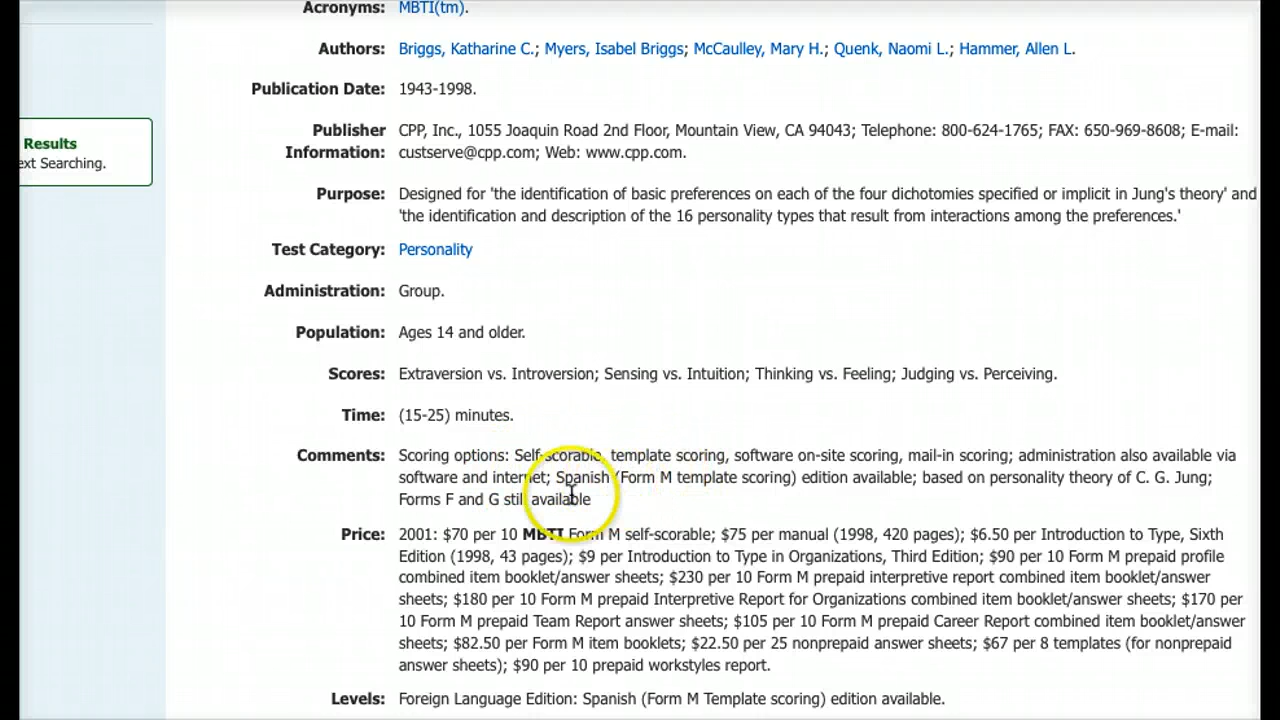 Acronyms: MBTI(tm).
Authors: Briggs, Katharine C.; Myers, Isabel Briggs; McCaulley, Mary H.; Quenk, Naomi L.; Hammer, Allen L.
Publication Date: 1943-1998.
Results
ext Searching.
Publisher Information: CPP, Inc., 1055 Joaquin Road 2nd Floor, Mountain View, CA 94043; Telephone: 800-624-1765; FAX: 650-969-8608; E-mail:
custserve@cpp.com; Web: www.cpp.com.
Purpose: Designed for 'the identification of basic preferences on each of the four dichotomies specified or implicit in Jung's theory' and
'the identification and description of the 16 personality types that result from interactions among the preferences.'
Test Category: Personality
Administration: Group.
Population: Ages 14 and older.
Scores: Extraversion vs. Introversion; Sensing vs. Intuition; Thinking vs. Feeling; Judging vs. Perceiving.
Time: (15-25) minutes.
Comments: Scoring options: Self-scorable, template scoring, software on-site scoring, mail-in scoring; administration also available via
software and internet; Spanish (Form M template scoring) edition available; based on personality theory of C. G. Jung;
Forms F and G still available
Price: 2001: $70 per 10 MBTI Form M self-scorable; $75 per manual (1998, 420 pages); $6.50 per Introduction to Type, Sixth
Edition (1998, 43 pages); $9 per Introduction to Type in Organizations, Third Edition; $90 per 10 Form M prepaid profile
combined item booklet/answer sheets; $230 per 10 Form M prepaid interpretive report combined item booklet/answer
sheets; $180 per 10 Form M prepaid Interpretive Report for Organizations combined item booklet/answer sheets; $170 per
10 Form M prepaid Team Report answer sheets; $105 per 10 Form M prepaid Career Report combined item booklet/answer
sheets; $82.50 per Form M item booklets; $22.50 per 25 nonprepaid answer sheets; $67 per 8 templates (for nonprepaid
answer sheets); $90 per 10 prepaid workstyles report.
Levels: Foreign Language Edition: Spanish (Form M Template scoring) edition available.